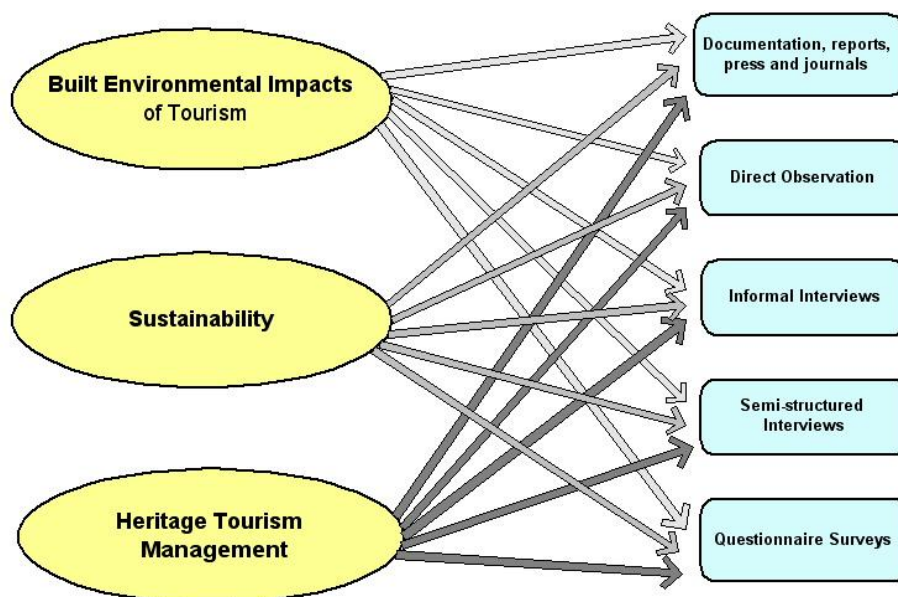 Built Environmental Impacts
of Tourism
Sustainability
Heritage Tourism
Management
Documentation, reports,
press and journals
Direct Observation
Informal Interviews
Semi-structured
Interviews
Questionnaire Surveys